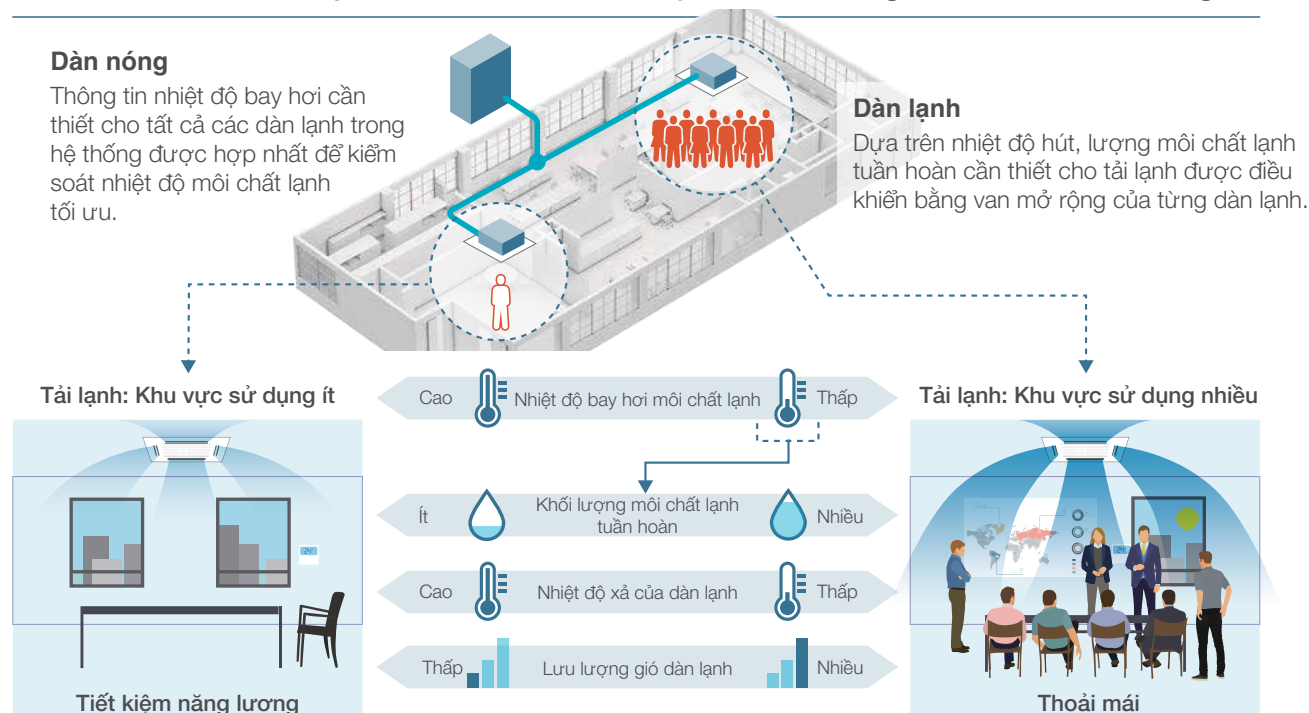 Dàn nóng
Thông tin nhiệt độ bay hơi cần
thiết cho tất cả các dàn lạnh trong
hệ thống được hợp nhất để kiểm
soát nhiệt độ môi chất lạnh
tối ưu.
Dàn lạnh
Dựa trên nhiệt độ hút, lượng môi chất lạnh
tuần hoàn cần thiết cho tải lạnh được điều
khiển bằng van mở rộng của từng dàn lạnh.
Tải lạnh: Khu vực sử dụng ít
Cao Nhiệt độ bay hơi môi chất lạnh Thấp
Tải lạnh: Khu vực sử dụng nhiều
Ít Khối lượng môi chất lạnh
tuần hoàn Nhiều
Cao Nhiệt độ xả của dàn lạnh Thấp
Thấp Lưu lượng gió dàn lạnh Nhiều
24°
24°
Tiết kiệm năng lượng
Thoải mái